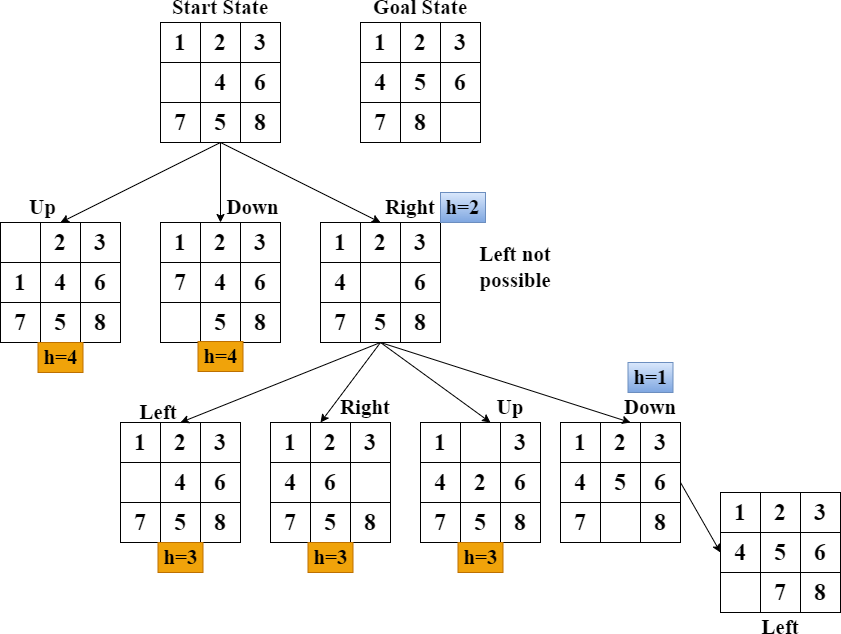 Start State
Goal State
1 2 3
4 6
7 5 8
1 2 3
4 5 6
7 8
Up
Down
Right
h=2
2 3
1 4 6
7 5 8
h=4
1 2 3
7 4 6
5 8
h=4
1 2 3
4 6
7 5 8
Left not
possible
h=1
Left
Right
Up
Down
1 2 3
4 6
7 5 8
h=3
1 2 3
4 6
7 5 8
h=3
1 3
4 2 6
7 5 8
h=3
1 2 3
4 5 6
7 8
1 2 3
4 5 6
7 8
Left